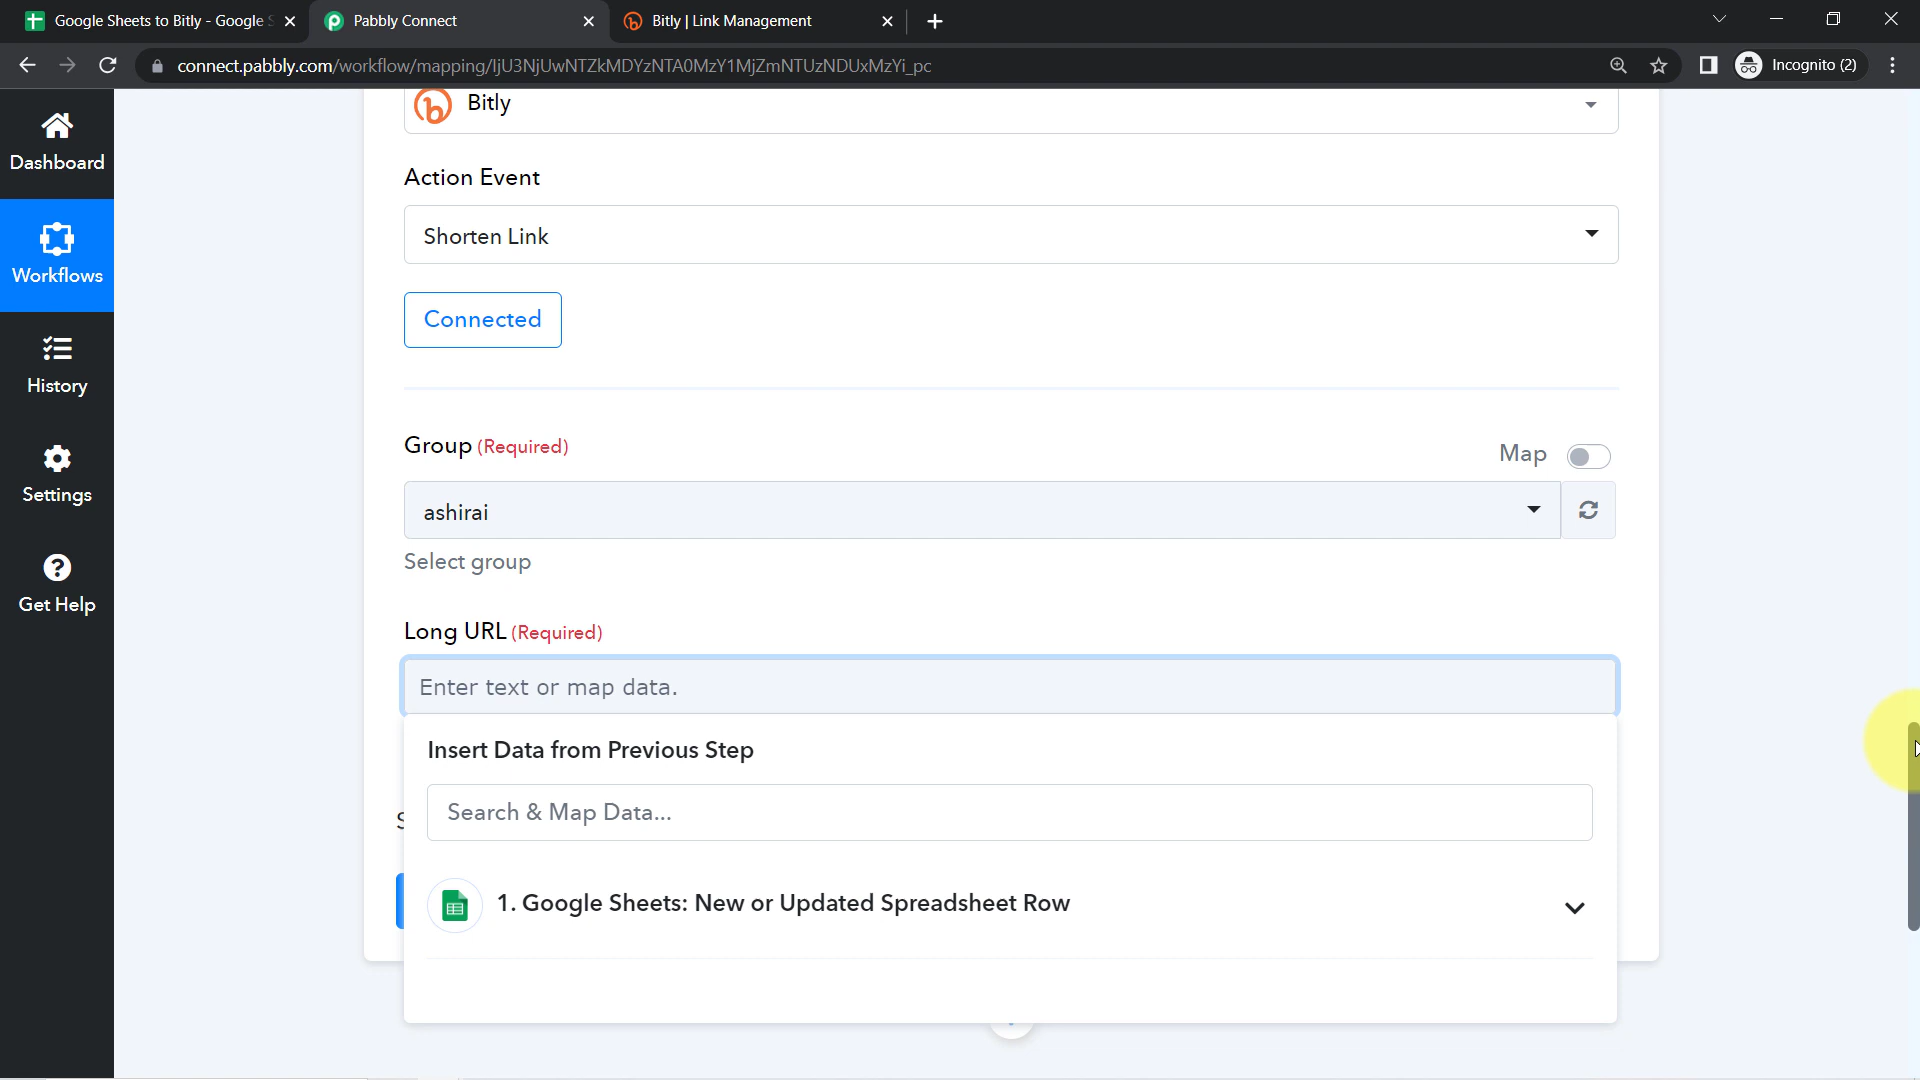 Google Sheets to Bitly - Google S
Pabbly Connect
Bitly | Link Management
connect.pabbly.com/workflow/mapping/IjU3NjUwNTZkMDYzNTA0MzY1MjZmNTUzNDUxMzYi_pc
Incognito (2)
Dashboard
Workflows
History
Settings
Get Help
Bitly
Action Event
Shorten Link
Connected
Group (Required)
Map
ashirai
Select group
Long URL (Required)
Enter text or map data.
Insert Data from Previous Step
Search & Map Data...
1. Google Sheets: New or Updated Spreadsheet Row